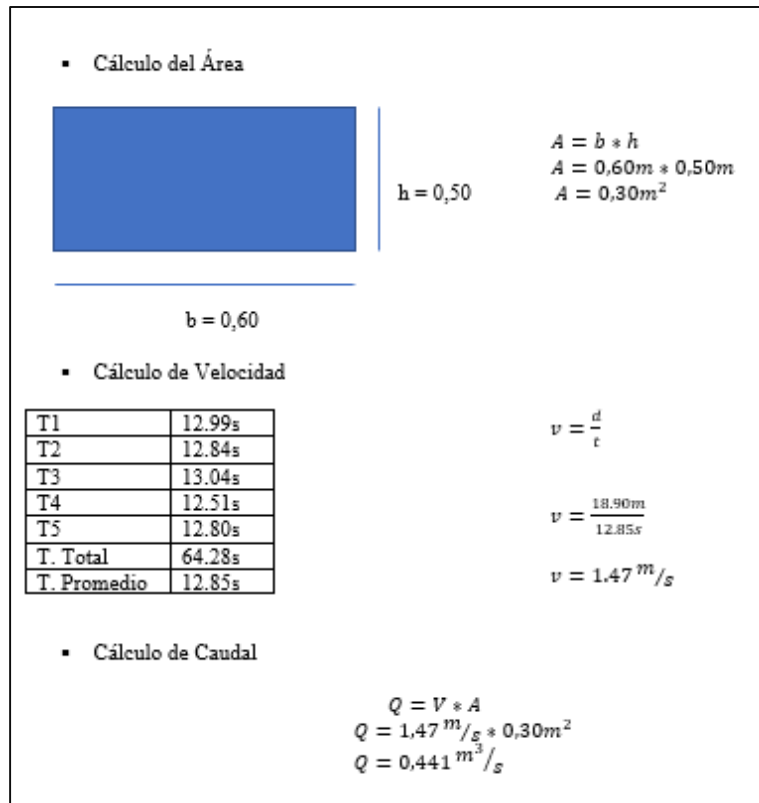 ▪ Cálculo del Área
A = b * h
A = 0,60m * 0,50m
A = 0,30m²
h = 0,50
b = 0,60
▪ Cálculo de Velocidad
T1 12.99s
T2 12.84s
T3 13.04s
T4 12.51s
T5 12.80s
T. Total 64.28s
T. Promedio 12.85s
v = d/t
v = 18.90m/12.85s
v = 1.47 m/s
▪ Cálculo de Caudal
Q = V * A
Q = 1,47 m/s * 0,30m²
Q = 0,441 m³/s